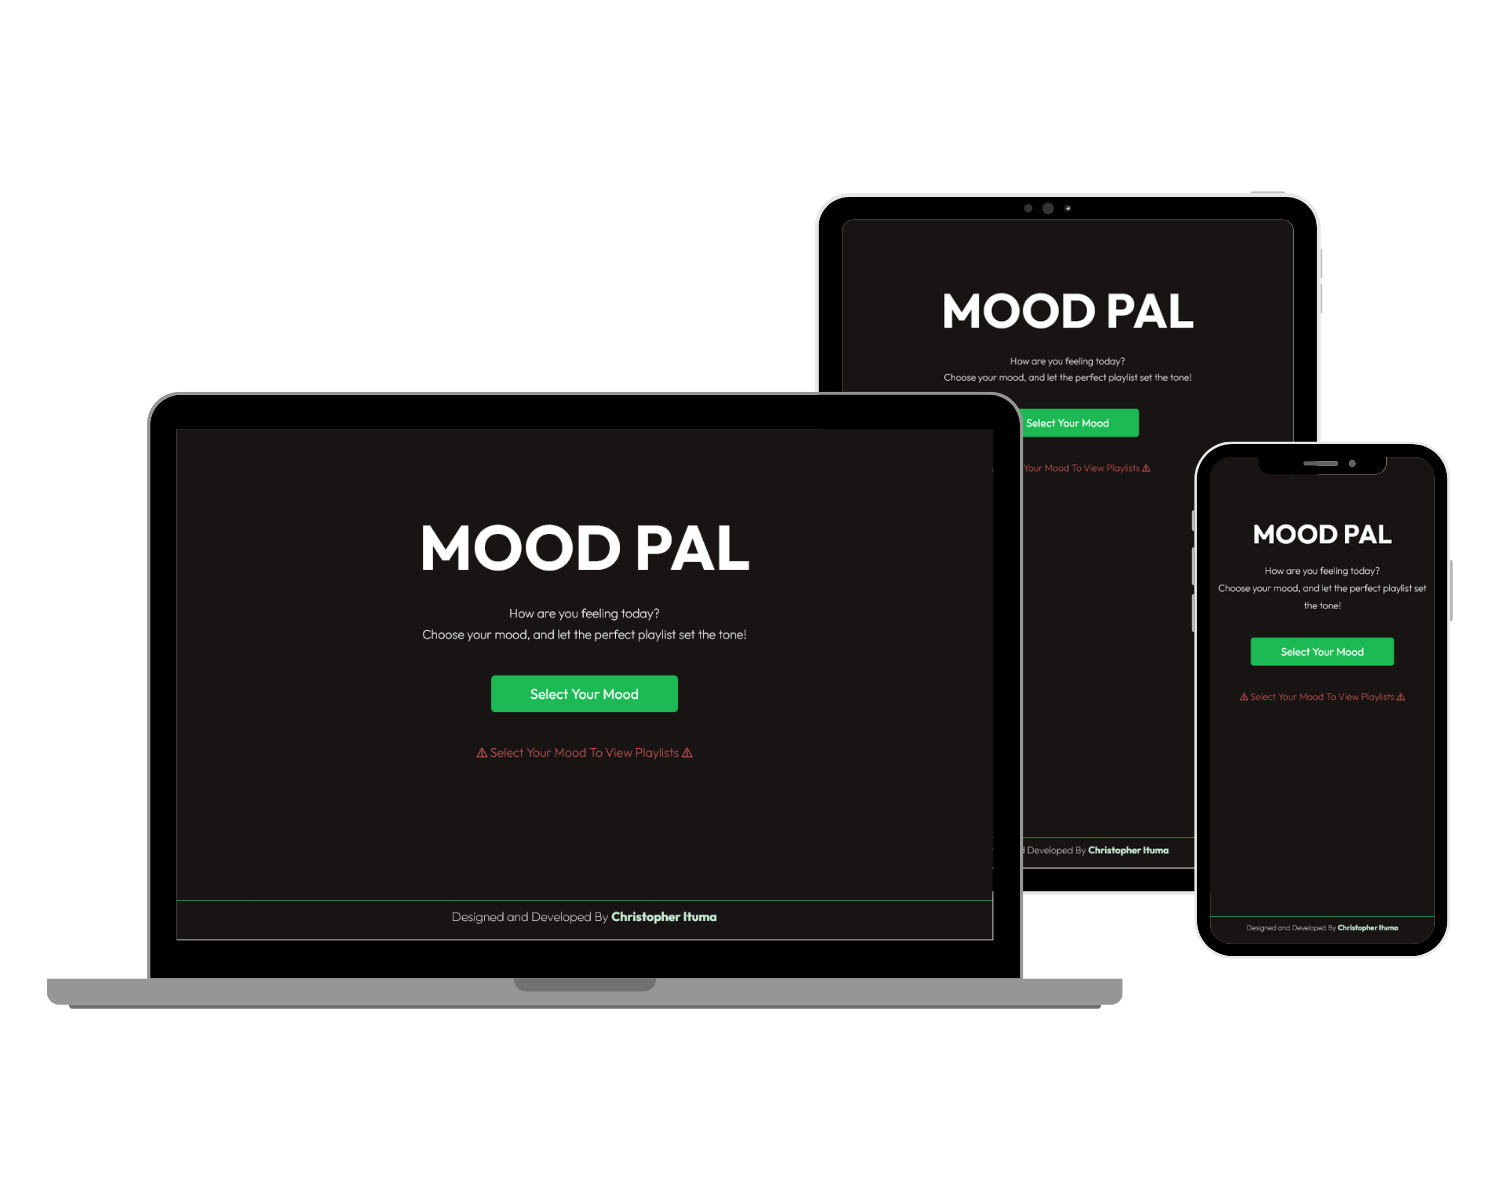 MOOD PAL
How are you feeling today?
Choose your mood, and let the perfect playlist set the tone!
Select Your Mood
⚠ Select Your Mood To View Playlists ⚠
Designed and Developed By Christopher Ituma
MOOD PAL
How are you feeling today?
Choose your mood, and let the perfect playlist set the tone!
Select Your Mood
Your Mood To View Playlists ⚠
Developed By Christopher Ituma
MOOD PAL
How are you feeling today?
Choose your mood, and let the perfect playlist set
the tone!
Select Your Mood
⚠ Select Your Mood To View Playlists ⚠
Designed and Developed By Christopher Ituma